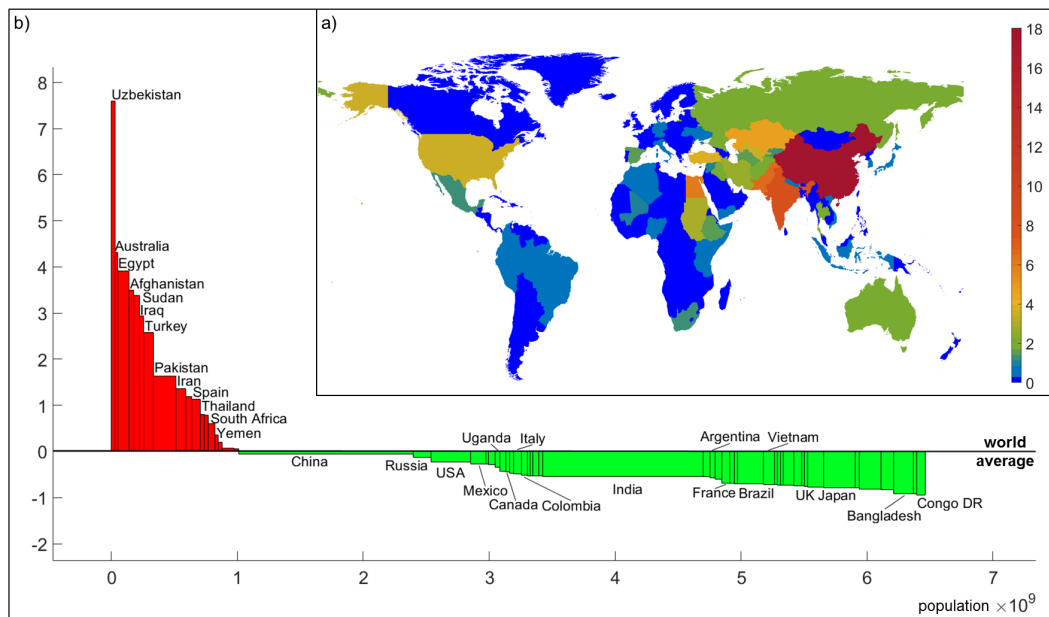 b)
a)
18
16
14
12
10
8
6
4
2
0
8
7
6
5
4
3
2
1
0
-1
-2
Uzbekistan
Australia
Egypt
Afghanistan
Sudan
Iraq
Turkey
Pakistan
Iran
Spain
Thailand
South Africa
Yemen
Uganda
Italy
Argentina
Vietnam
world
average
China
Russia
USA
Mexico
Canada
Colombia
India
France
Brazil
UK
Japan
Bangladesh
Congo DR
0
1
2
3
4
5
6
7
population ×10^9